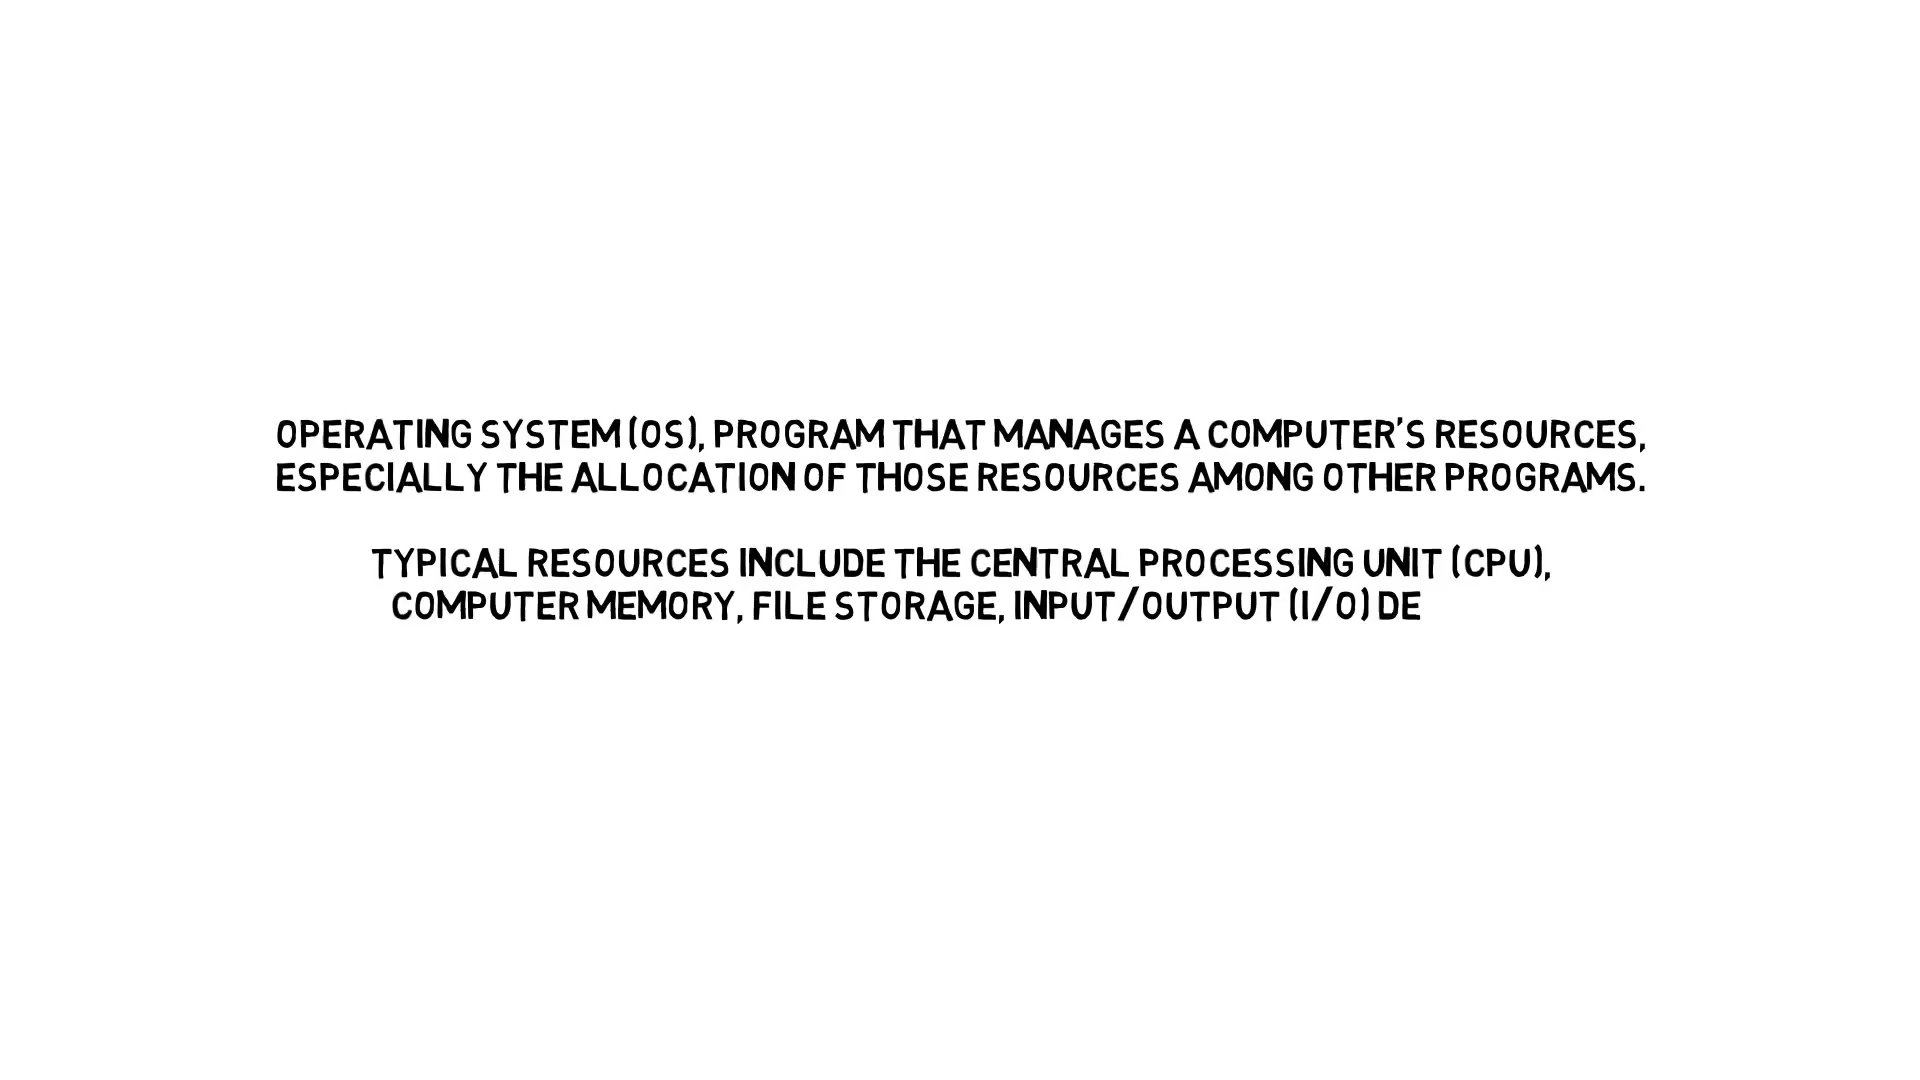 OPERATING SYSTEM (OS), PROGRAM THAT MANAGES A COMPUTER'S RESOURCES,
ESPECIALLY THE ALLOCATION OF THOSE RESOURCES AMONG OTHER PROGRAMS.
TYPICAL RESOURCES INCLUDE THE CENTRAL PROCESSING UNIT (CPU),
COMPUTER MEMORY, FILE STORAGE, INPUT/OUTPUT (I/O) DE